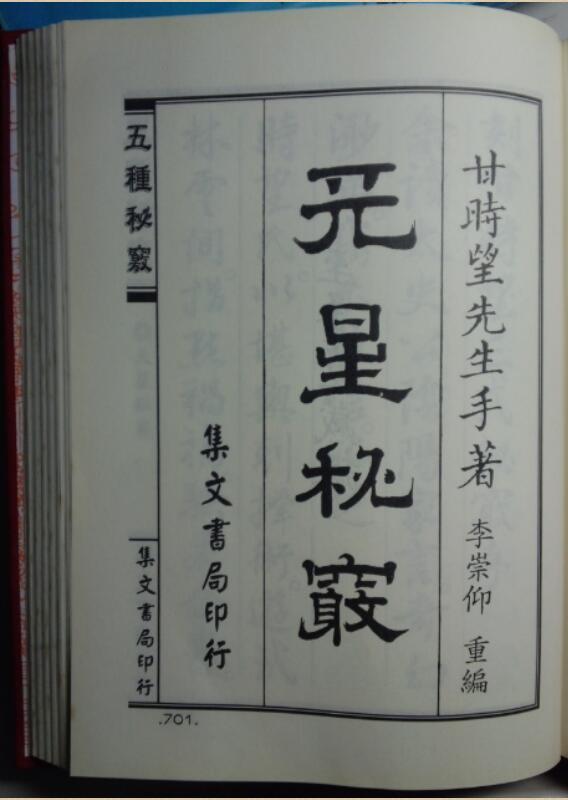 甘時望先生手著 李崇仰 重編
天星秘竅
集文書局印行
五種秘竅
集文書局印行
.701.